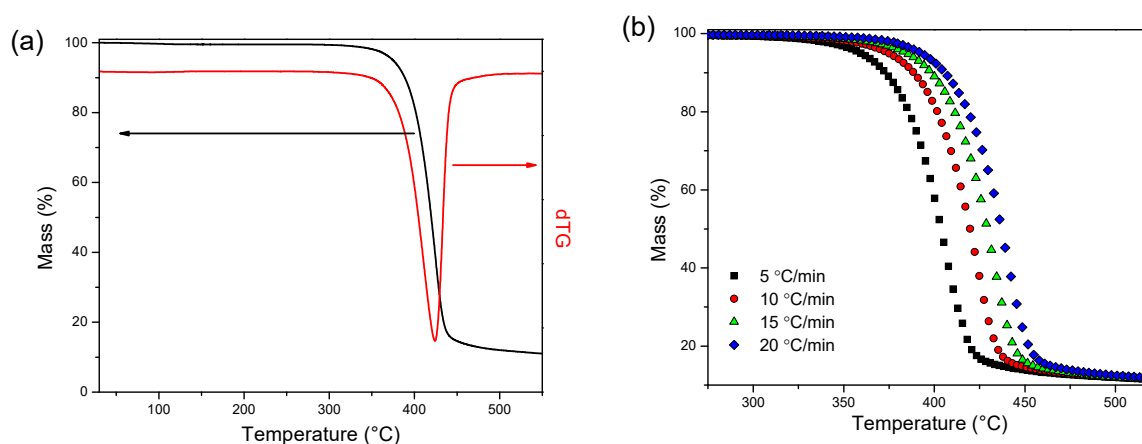 (a)
100
80
60
40
20
0
Mass (%)
100 200 300 400 500
Temperature (°C)
dTG
(b)
100
80
60
40
20
Mass (%)
5 °C/min
10 °C/min
15 °C/min
20 °C/min
300 350 400 450 500
Temperature (°C)